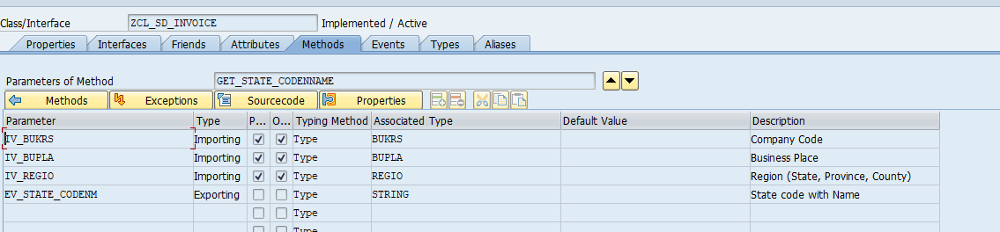 Class/Interface ZCL_SD_INVOICE Implemented / Active
Properties Interfaces Friends Attributes Methods Events Types Aliases
Parameters of Method GET_STATE_CODENNAME
Methods Exceptions Sourcecode Properties
Parameter Type P... O... Typing Method Associated Type Default Value Description
IV_BUKRS Importing Type BUKRS Company Code
IV_BUPLA Importing Type BUPLA Business Place
IV_REGIO Importing Type REGIO Region (State, Province, County)
EV_STATE_CODENM Exporting Type STRING State code with Name
Type
Type